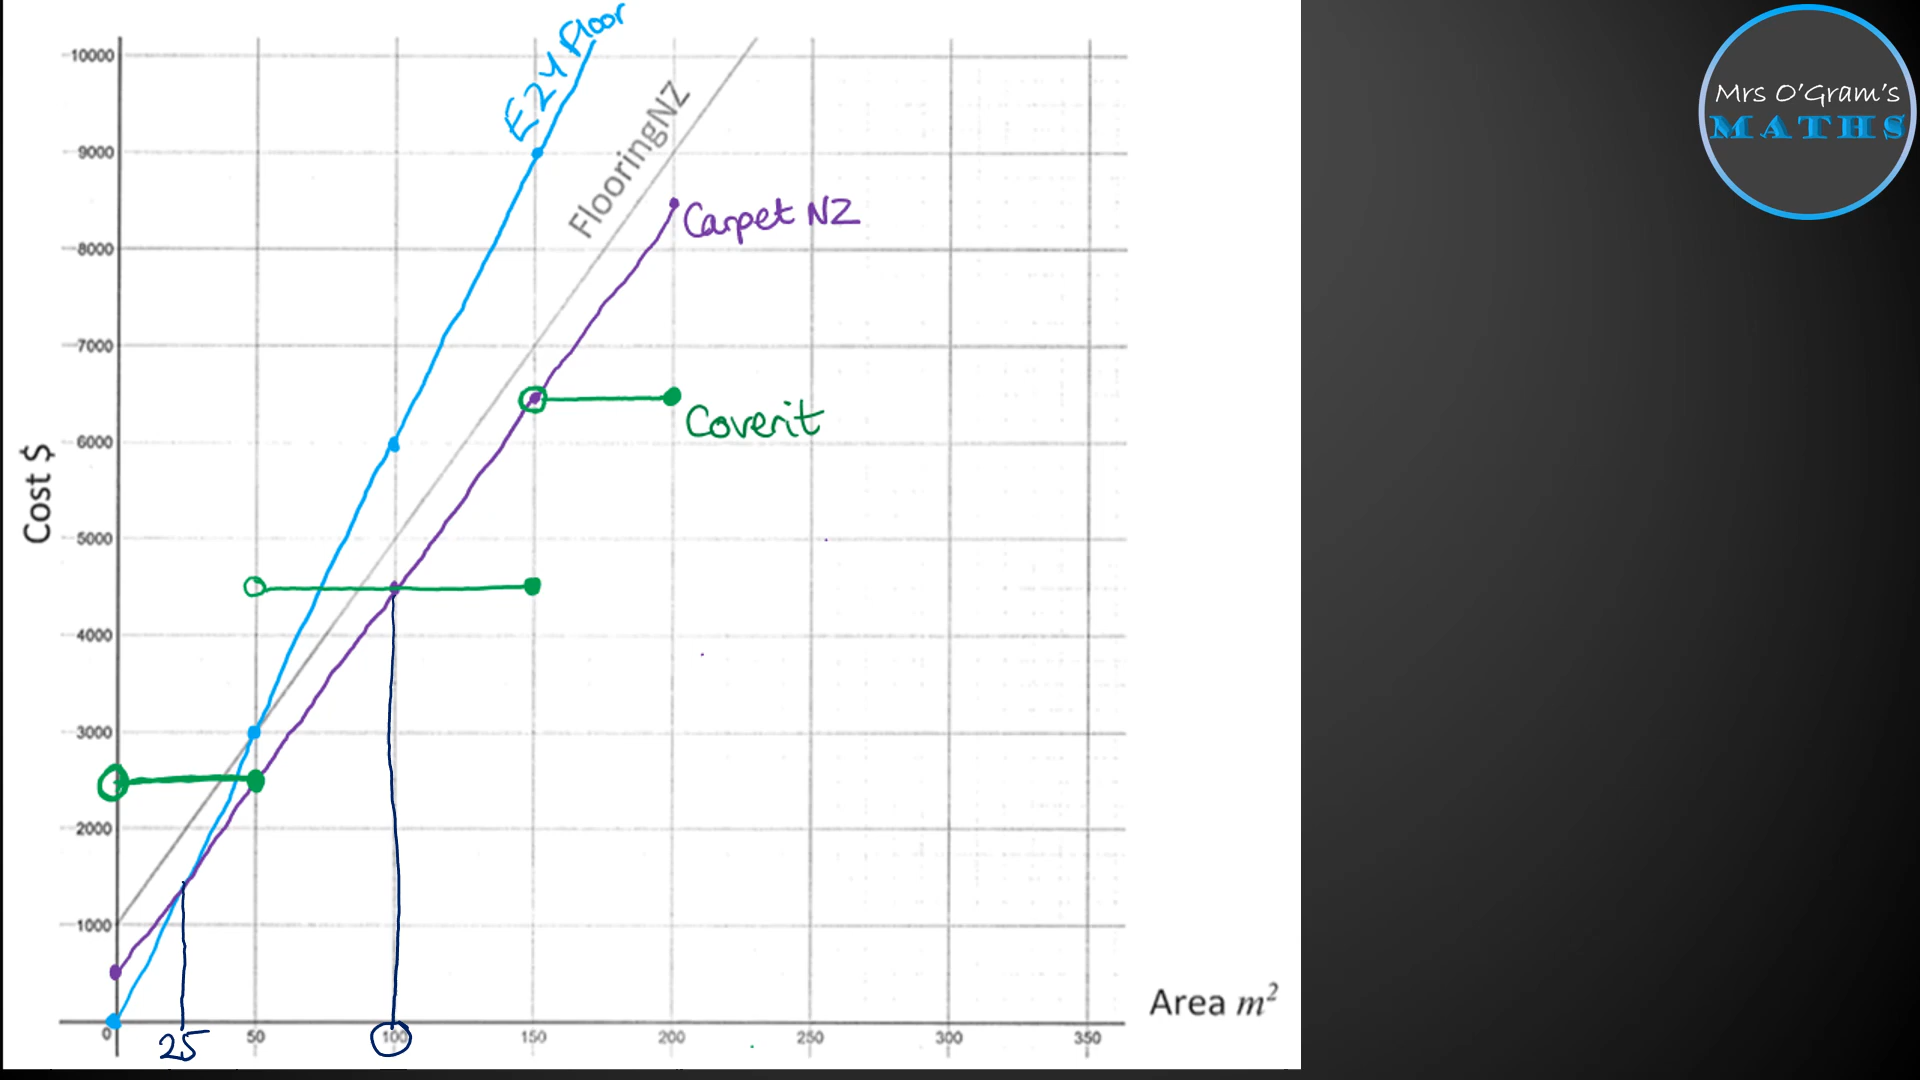 EZY Floor
FlooringNZ
Carpet NZ
Coverit
Cost $
10000
9000
8000
7000
6000
5000
4000
3000
2000
1000
0
25
50
100
150
200
250
300
350
Area m²
Mrs O'Gram's
MATHS